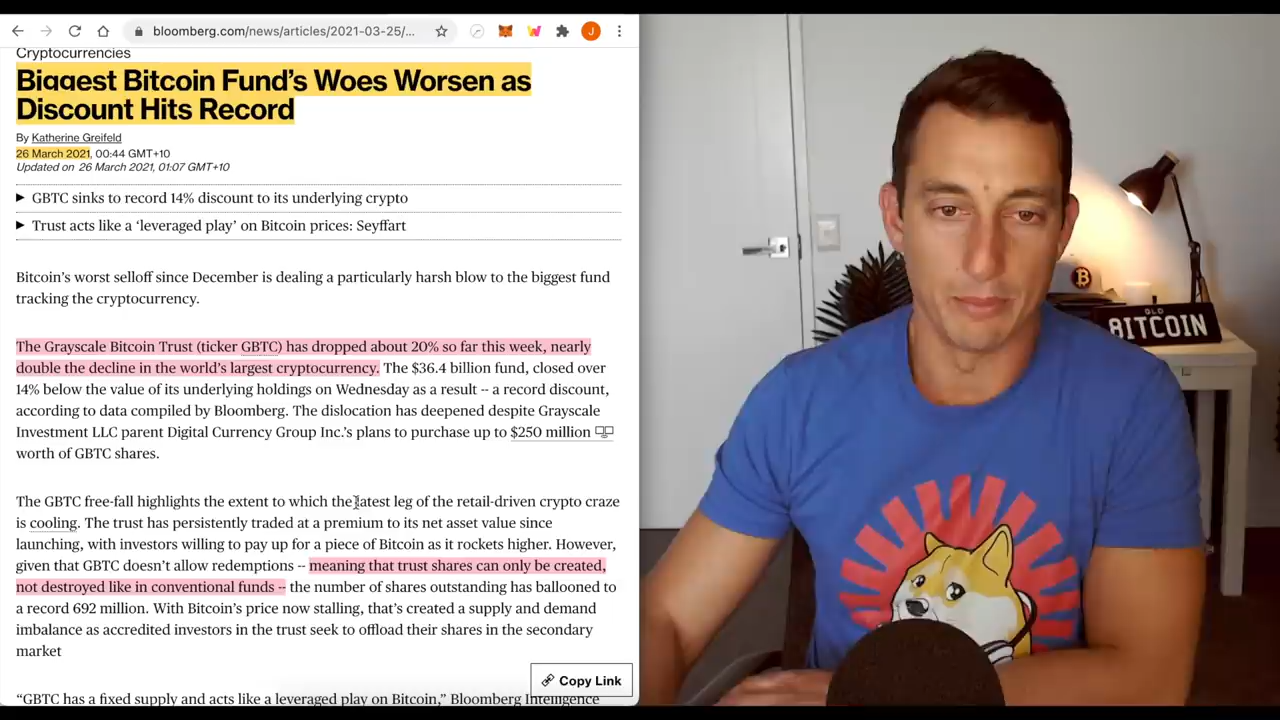 bloomberg.com/news/articles/2021-03-25/...
J
Cryptocurrencies
Biggest Bitcoin Fund's Woes Worsen as
Discount Hits Record
By Katherine Greifeld
26 March 2021, 00:44 GMT+10
Updated on 26 March 2021, 01:07 GMT+10
GBTC sinks to record 14% discount to its underlying crypto
Trust acts like a 'leveraged play' on Bitcoin prices: Seyffart
Bitcoin's worst selloff since December is dealing a particularly harsh blow to the biggest fund
tracking the cryptocurrency.
The Grayscale Bitcoin Trust (ticker GBTC) has dropped about 20% so far this week, nearly
double the decline in the world's largest cryptocurrency. The $36.4 billion fund, closed over
14% below the value of its underlying holdings on Wednesday as a result -- a record discount,
according to data compiled by Bloomberg. The dislocation has deepened despite Grayscale
Investment LLC parent Digital Currency Group Inc.'s plans to purchase up to $250 million
worth of GBTC shares.
The GBTC free-fall highlights the extent to which the latest leg of the retail-driven crypto craze
is cooling. The trust has persistently traded at a premium to its net asset value since
launching, with investors willing to pay up for a piece of Bitcoin as it rockets higher. However,
given that GBTC doesn't allow redemptions -- meaning that trust shares can only be created,
not destroyed like in conventional funds -- the number of shares outstanding has ballooned to
a record 692 million. With Bitcoin's price now stalling, that's created a supply and demand
imbalance as accredited investors in the trust seek to offload their shares in the secondary
market
Copy Link
"GBTC has a fixed supply and acts like a leveraged play on Bitcoin," Bloomberg Intelligence
BITCOIN